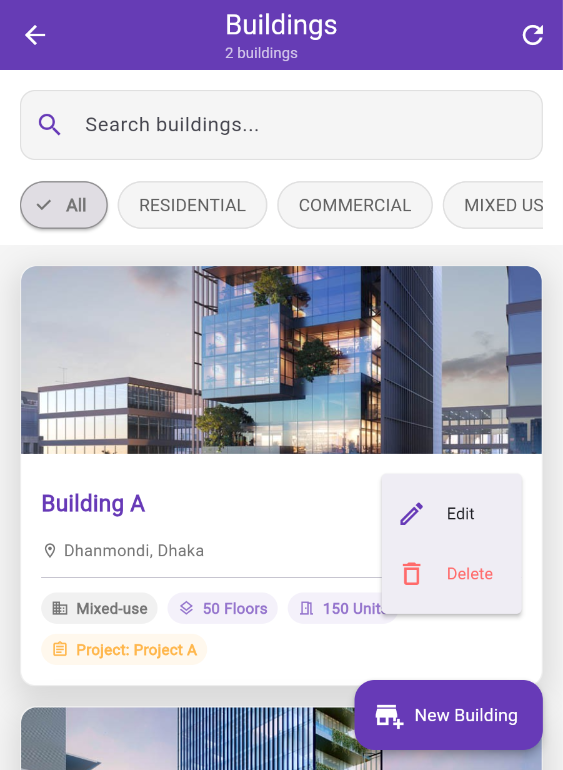 Buildings
2 buildings
Search buildings...
All RESIDENTIAL COMMERCIAL MIXED US
Building A
Edit
Dhanmondi, Dhaka
Delete
Mixed-use 50 Floors 150 Units
Project: Project A
New Building